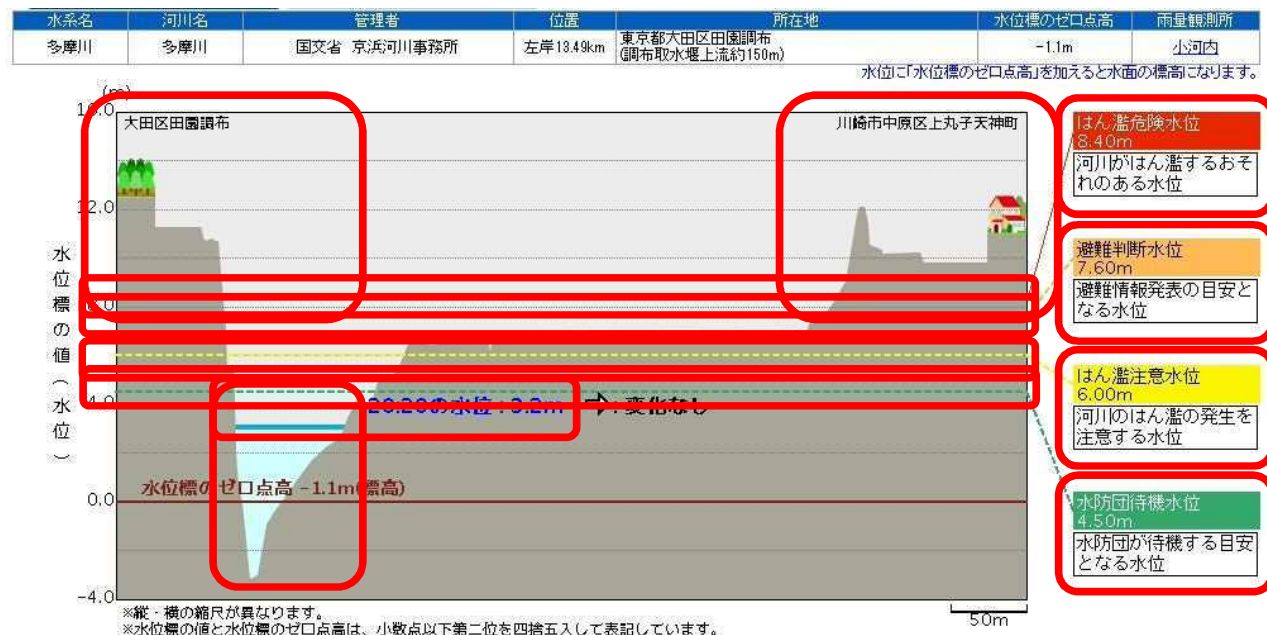 水系名 河川名 管理者 位置 所在地 水位標のゼロ点高 雨量観測所
多摩川 多摩川 国交省 京浜河川事務所 左岸13.49km 東京都大田区田園調布 -1.1m 小河内
(調布取水堰上流約150m)
水位に「水位標のゼロ点高」を加えると水面の標高になります。
(m)
大田区田園調布 川崎市中原区上丸子天神町
12.0
0.0
-4.0
水位標の値(水位)
の水位:3.2m ⇨:変化なし
水位標のゼロ点高 -1.1m(標高)
はん濫危険水位
8.40m
河川がはん濫するおそ
れのある水位
避難判断水位
7.60m
避難情報発表の目安と
なる水位
はん濫注意水位
6.00m
河川のはん濫の発生を
注意する水位
水防団待機水位
4.50m
水防団が待機する目安
となる水位
50m
※縦・横の縮尺が異なります。
※水位標の値と水位標のゼロ点高は、小数点以下第二位を四捨五入して表記しています。